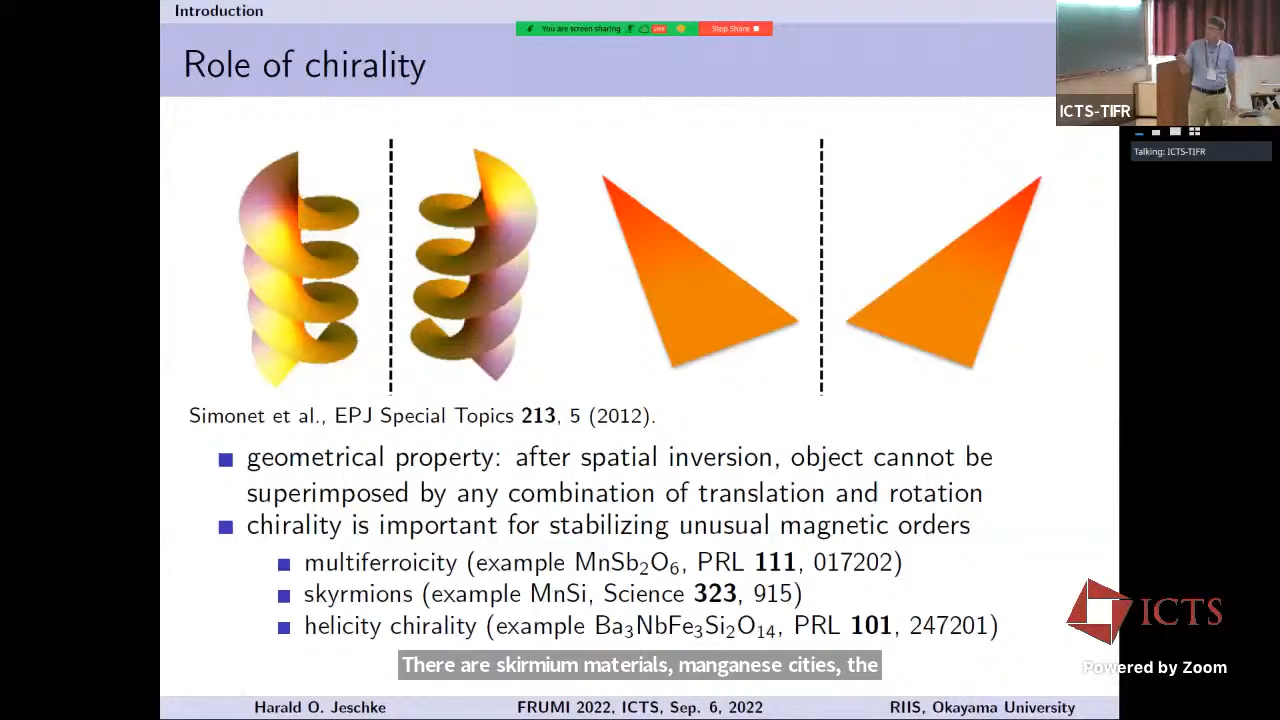 Introduction
You are screen sharing
LIVE
Stop Share
Role of chirality
ICTS-TIFR
Talking: ICTS-TIFR
Simonet et al., EPJ Special Topics 213, 5 (2012).
geometrical property: after spatial inversion, object cannot be
superimposed by any combination of translation and rotation
chirality is important for stabilizing unusual magnetic orders
multiferroicity (example MnSb₂O₆, PRL 111, 017202)
skyrmions (example MnSi, Science 323, 915)
helicity chirality (example Ba₃NbFe₃Si₂O₁₄, PRL 101, 247201)
ICTS
There are skirmium materials, manganese cities, the
Powered by Zoom
Harald O. Jeschke
FRUMI 2022, ICTS, Sep. 6, 2022
RIIS, Okayama University